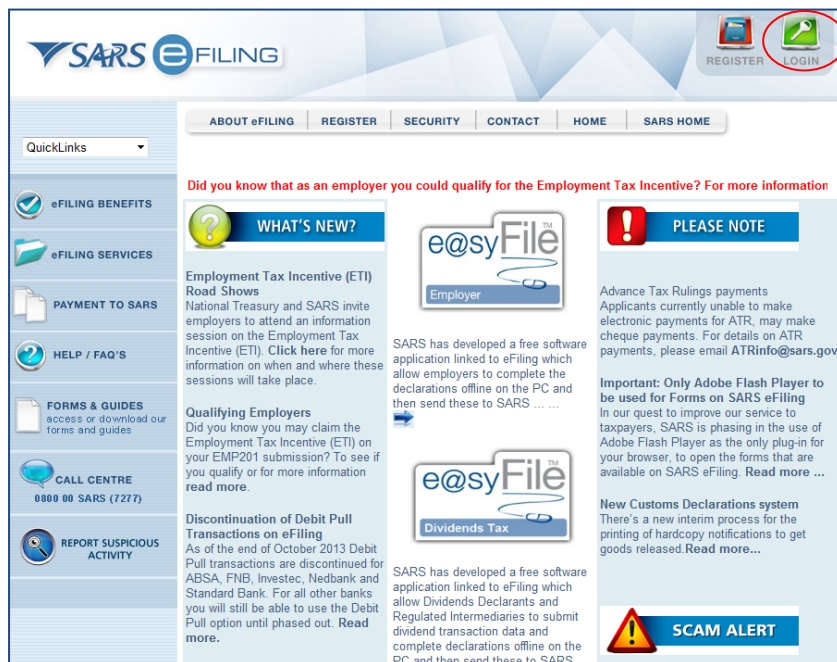 SARS eFILING
REGISTER
LOGIN
ABOUT eFILING
REGISTER
SECURITY
CONTACT
HOME
SARS HOME
QuickLinks
eFILING BENEFITS
eFILING SERVICES
PAYMENT TO SARS
HELP / FAQ'S
FORMS & GUIDES
access or download our
forms and guides
CALL CENTRE
0800 00 SARS (7277)
REPORT SUSPICIOUS
ACTIVITY
Did you know that as an employer you could qualify for the Employment Tax Incentive? For more information
WHAT'S NEW?
Employment Tax Incentive (ETI)
Road Shows
National Treasury and SARS invite
employers to attend an information
session on the Employment Tax
Incentive (ETI). Click here for more
information on when and where these
sessions will take place.
Qualifying Employers
Did you know you may claim the
Employment Tax Incentive (ETI) on
your EMP201 submission? To see if
you qualify or for more information
read more.
Discontinuation of Debit Pull
Transactions on eFiling
As of the end of October 2013 Debit
Pull transactions are discontinued for
ABSA, FNB, Investec, Nedbank and
Standard Bank. For all other banks
you will still be able to use the Debit
Pull option until phased out. Read
more.
e@syFile™
Employer
SARS has developed a free software
application linked to eFiling which
allow employers to complete the
declarations offline on the PC and
then send these to SARS ... ...
e@syFile™
Dividends Tax
SARS has developed a free software
application linked to eFiling which
allow Dividends Declarants and
Regulated Intermediaries to submit
dividend transaction data and
complete declarations offline on the
PC and then send these to SARS
PLEASE NOTE
Advance Tax Rulings payments
Applicants currently unable to make
electronic payments for ATR, may make
cheque payments. For details on ATR
payments, please email ATRinfo@sars.gov
Important: Only Adobe Flash Player to
be used for Forms on SARS eFiling
In our quest to improve our service to
taxpayers, SARS is phasing in the use of
Adobe Flash Player as the only plug-in for
your browser, to open the forms that are
available on SARS eFiling. Read more ...
New Customs Declarations system
There's a new interim process for the
printing of hardcopy notifications to get
goods released.Read more...
SCAM ALERT